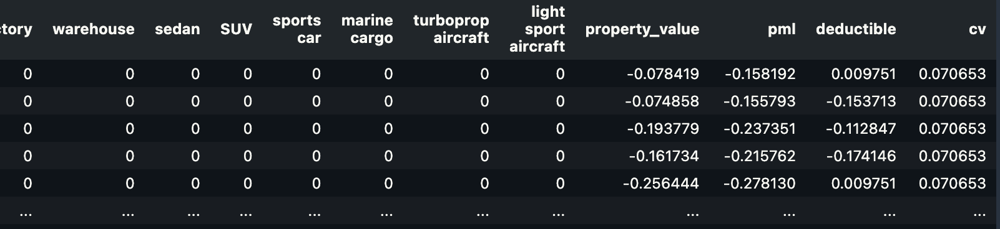 ctory warehouse sedan SUV sports car marine cargo turboprop aircraft light sport aircraft property_value pml deductible cv
0 0 0 0 0 0 0 0 -0.078419 -0.158192 0.009751 0.070653
0 0 0 0 0 0 0 0 -0.074858 -0.155793 -0.153713 0.070653
0 0 0 0 0 0 0 0 -0.193779 -0.237351 -0.112847 0.070653
0 0 0 0 0 0 0 0 -0.161734 -0.215762 -0.174146 0.070653
0 0 0 0 0 0 0 0 -0.256444 -0.278130 0.009751 0.070653
... ... ... ... ... ... ... ... ... ... ... ...